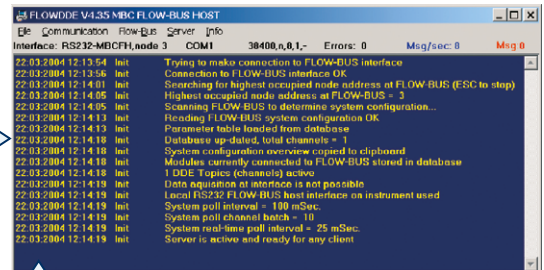 FLOWDDE V4.35 MBC FLOW-BUS HOST
File Communication Flow-Bus Server Info
Interface: RS232-MBCFH,node 3 COM1 38400,n,8,1,- Errors: 0 Msg/sec: 8 Msg 0
22:03:2004 12:13:54 Init Trying to make connection to FLOW-BUS interface
22:03:2004 12:13:56 Init Connection to FLOW-BUS interface OK
22:03:2004 12:14:01 Init Searching for highest occupied node address at FLOW-BUS (ESC to stop)
22:03:2004 12:14:05 Init Highest occupied node address at FLOW-BUS = 3
22:03:2004 12:14:05 Init Scanning FLOW-BUS to determine system configuration...
22:03:2004 12:14:13 Init Reading FLOW-BUS system configuration OK
22:03:2004 12:14:13 Init Parameter table loaded from database
22:03:2004 12:14:18 Init Database up-dated, total channels = 1
22:03:2004 12:14:18 Init System configuration overview copied to clipboard
22:03:2004 12:14:18 Init Modules currently connected to FLOW-BUS stored in database
22:03:2004 12:14:18 Init 1 DDE Topics (channels) active
22:03:2004 12:14:19 Init Data aquisition at interface is not possible
22:03:2004 12:14:19 Init Local RS232 FLOW-BUS host interface on instrument used
22:03:2004 12:14:19 Init System poll interval = 100 mSec.
22:03:2004 12:14:19 Init System poll channel batch = 10
22:03:2004 12:14:19 Init System real-time poll interval = 25 mSec.
22:03:2004 12:14:19 Init Server is active and ready for any client